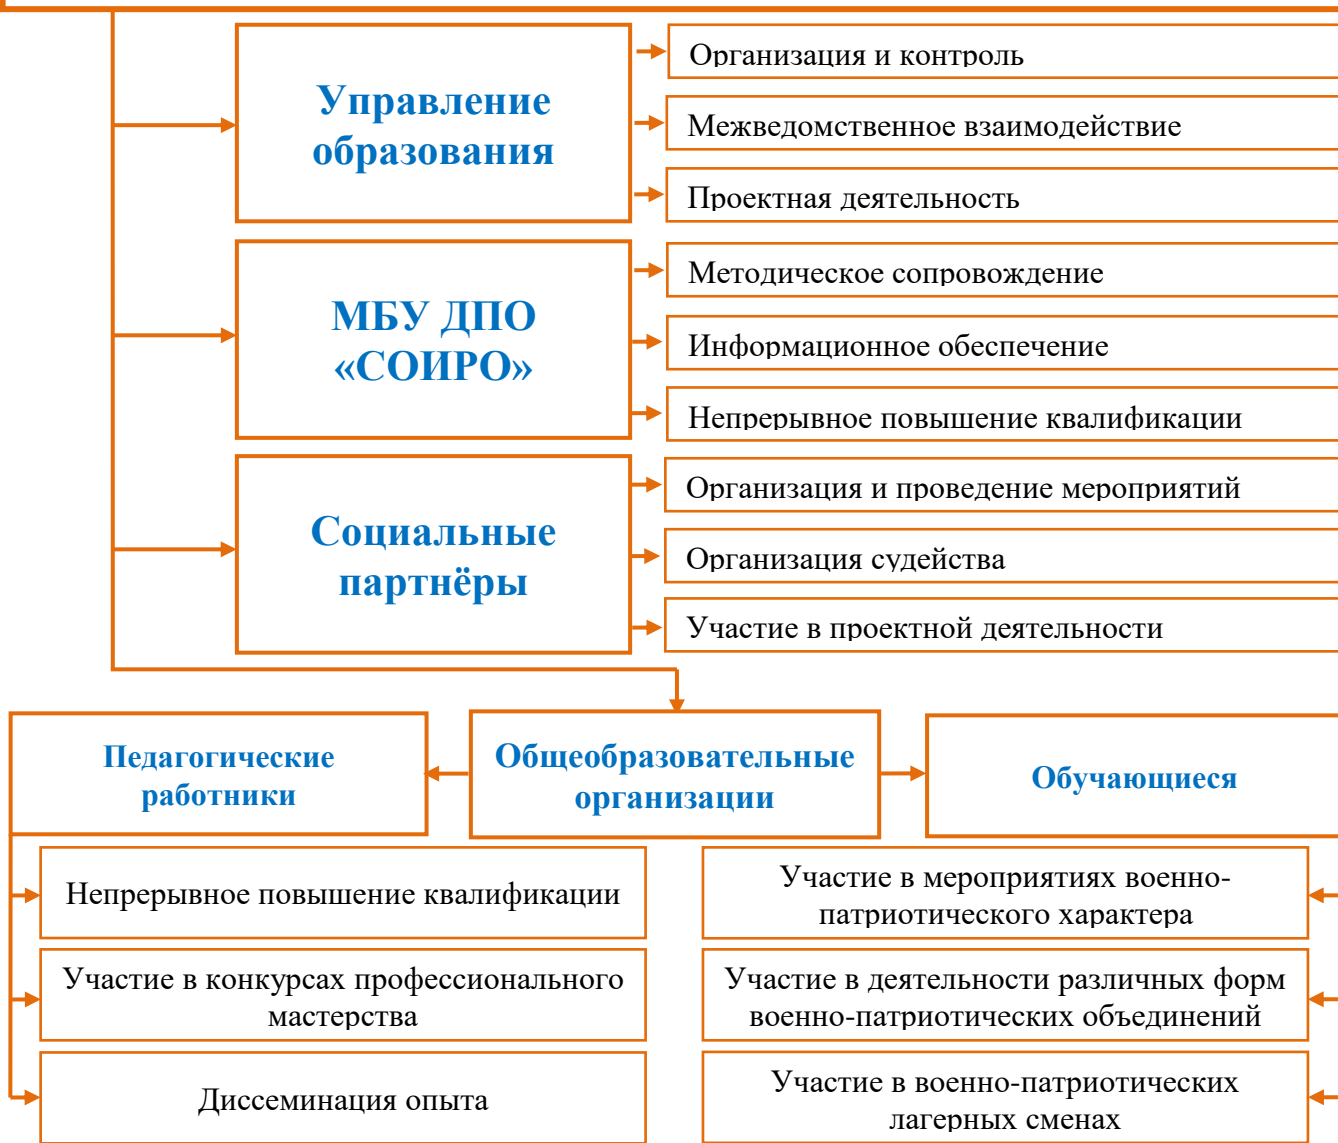 Управление
образования
Организация и контроль
Межведомственное взаимодействие
Проектная деятельность
МБУ ДПО
«СОИРО»
Методическое сопровождение
Информационное обеспечение
Непрерывное повышение квалификации
Социальные
партнёры
Организация и проведение мероприятий
Организация судейства
Участие в проектной деятельности
Педагогические
работники
Общеобразовательные
организации
Обучающиеся
Непрерывное повышение квалификации
Участие в конкурсах профессионального
мастерства
Диссеминация опыта
Участие в мероприятиях военно-
патриотического характера
Участие в деятельности различных форм
военно-патриотических объединений
Участие в военно-патриотических
лагерных сменах